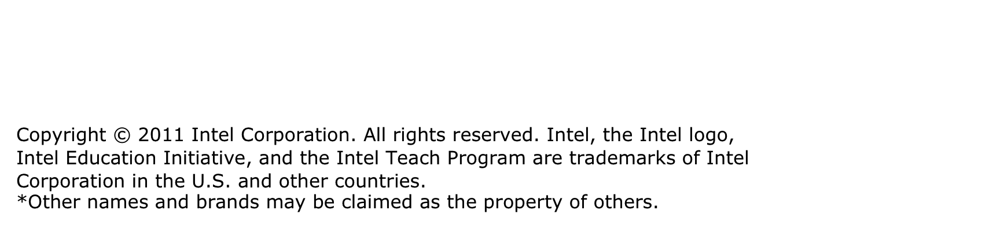 Copyright © 2011 Intel Corporation. All rights reserved. Intel, the Intel logo,
Intel Education Initiative, and the Intel Teach Program are trademarks of Intel
Corporation in the U.S. and other countries.
*Other names and brands may be claimed as the property of others.